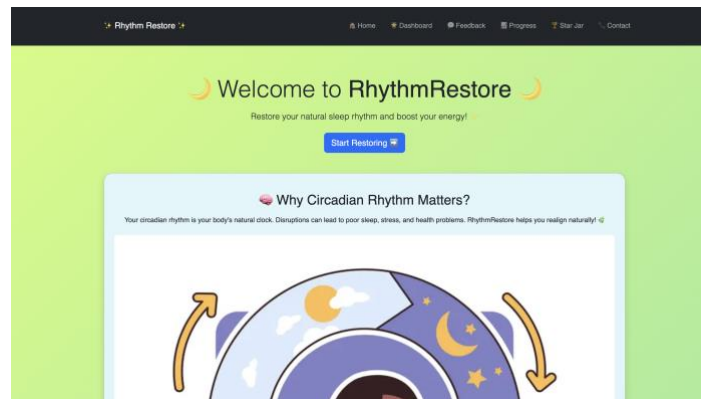 ✨ Rhythm Restore ✨
Home
Dashboard
Feedback
Progress
Star Jar
Contact
🌙 Welcome to RhythmRestore 🌙
Restore your natural sleep rhythm and boost your energy!
Start Restoring
🧠 Why Circadian Rhythm Matters?
Your circadian rhythm is your body's natural clock. Disruptions can lead to poor sleep, stress, and health problems. RhythmRestore helps you realign naturally! 🌿